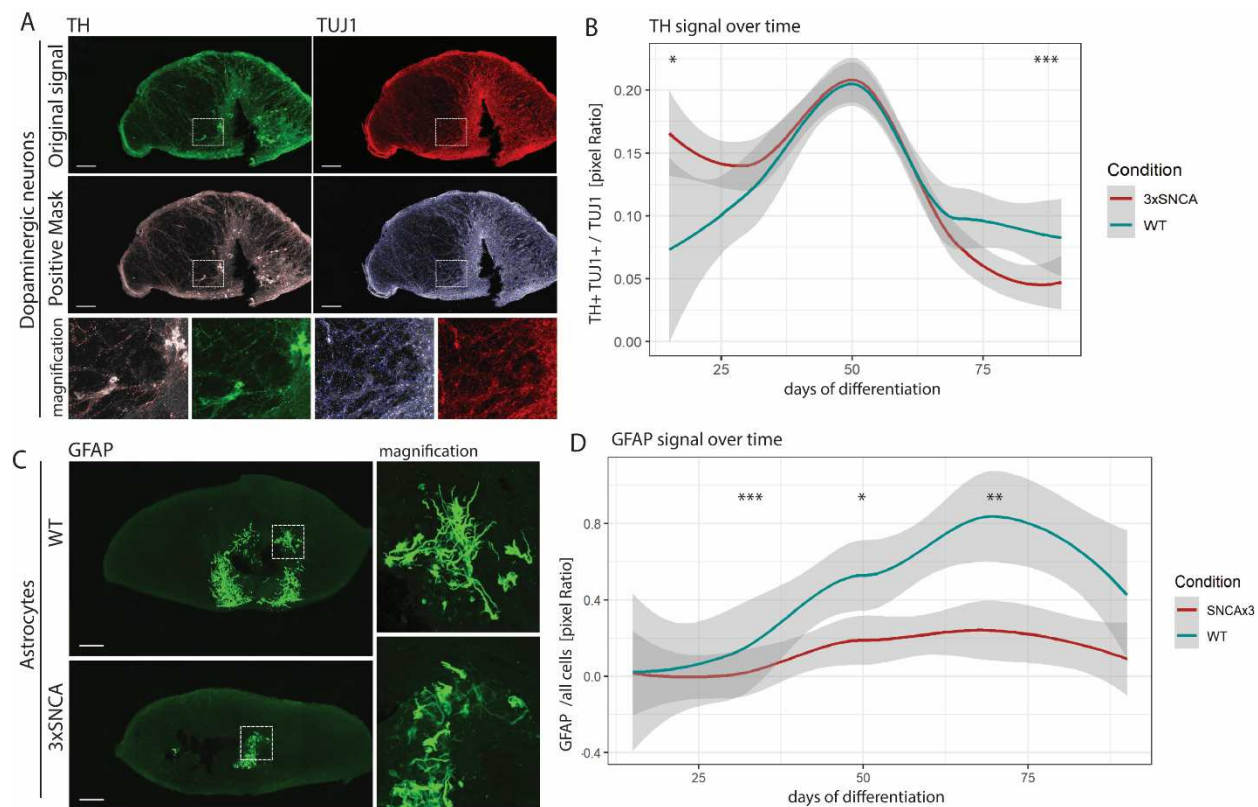 A
TH
TUJ1
Dopaminergic neurons
Original signal
Positive Mask
magnification
B
TH signal over time
*
***
0.20
0.15
0.10
0.05
0.00
TH+ TUJ1+ / TUJ1 [pixel Ratio]
25
50
75
days of differentiation
Condition
3xSNCA
WT
C
GFAP
magnification
Astrocytes
WT
3xSNCA
D
GFAP signal over time
***
*
**
0.8
0.4
0.0
-0.4
GFAP /all cells [pixel Ratio]
25
50
75
days of differentiation
Condition
SNCAx3
WT